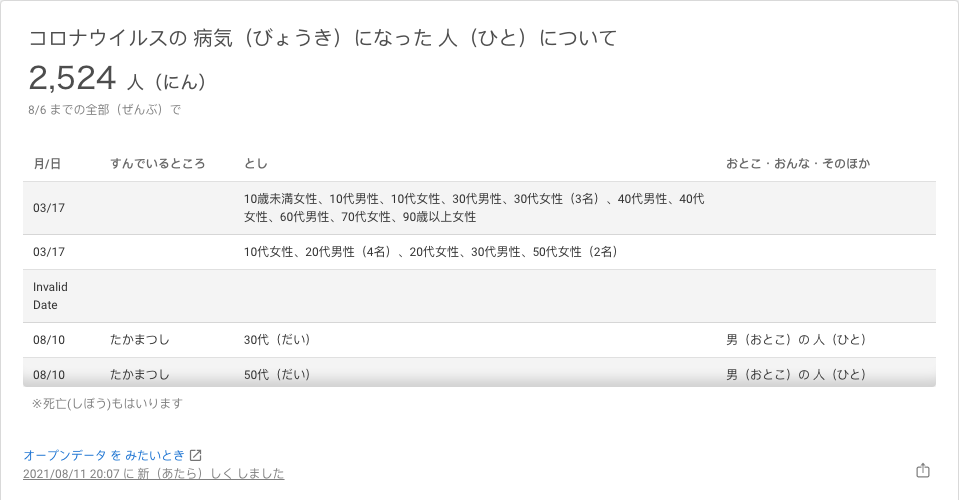 コロナウイルスの 病気（びょうき）になった 人（ひと）について
2,524 人（にん）
8/6 までの全部（ぜんぶ）で
月/日 すんでいるところ とし おとこ・おんな・そのほか
03/17 10歳未満女性、10代男性、10代女性、30代男性、30代女性（3名）、40代男性、40代
女性、60代男性、70代女性、90歳以上女性
03/17 10代女性、20代男性（4名）、20代女性、30代男性、50代女性（2名）
Invalid
Date
08/10 たかまつし 30代（だい） 男（おとこ）の 人（ひと）
08/10 たかまつし 50代（だい） 男（おとこ）の 人（ひと）
※死亡(しぼう)もはいります
オープンデータ を みたいとき
2021/08/11 20:07 に 新（あたら）しく しました